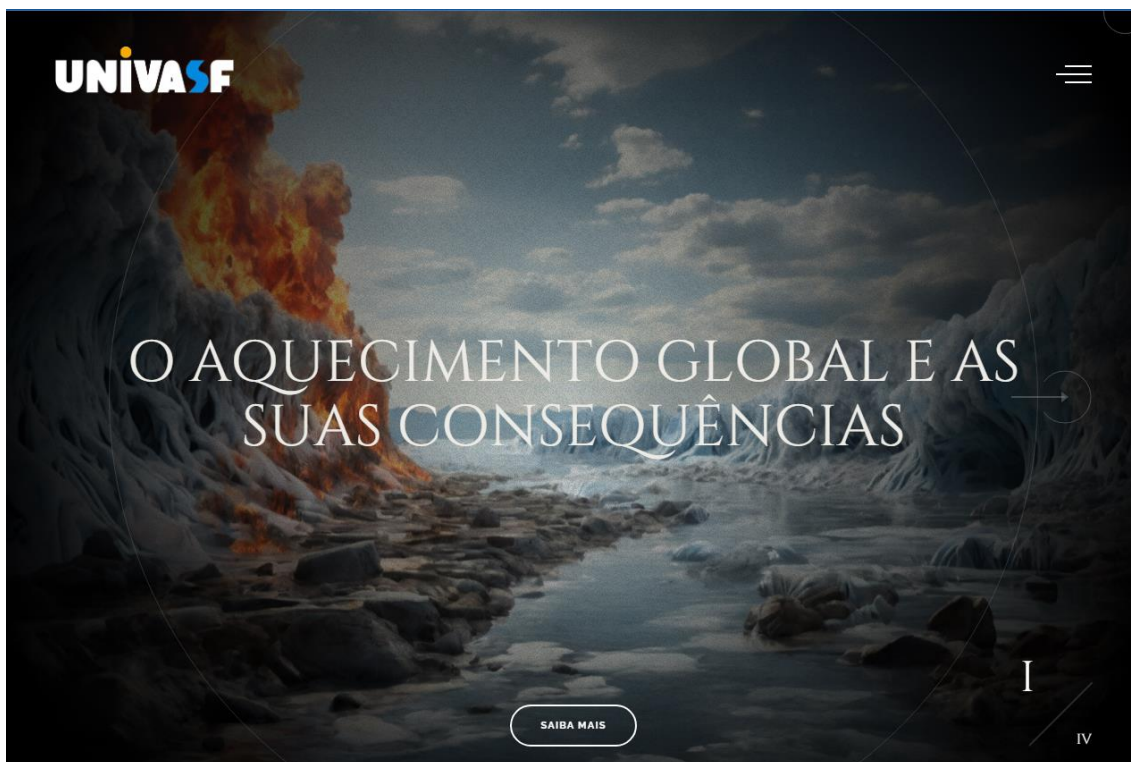 UNIVASF
O AQUECIMENTO GLOBAL E AS
SUAS CONSEQUÊNCIAS
I
SAIBA MAIS
IV